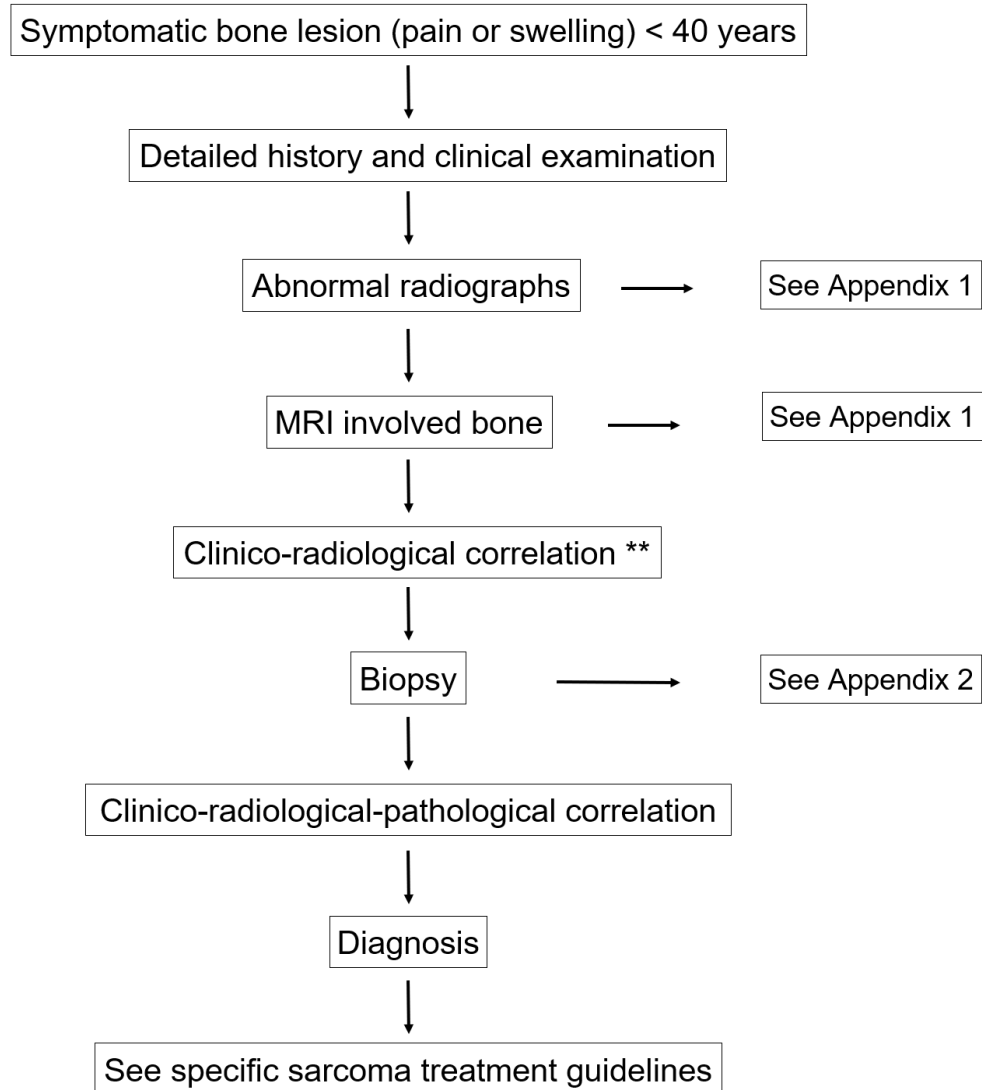 Symptomatic bone lesion (pain or swelling) < 40 years
Detailed history and clinical examination
Abnormal radiographs
See Appendix 1
MRI involved bone
See Appendix 1
Clinico-radiological correlation **
Biopsy
See Appendix 2
Clinico-radiological-pathological correlation
Diagnosis
See specific sarcoma treatment guidelines